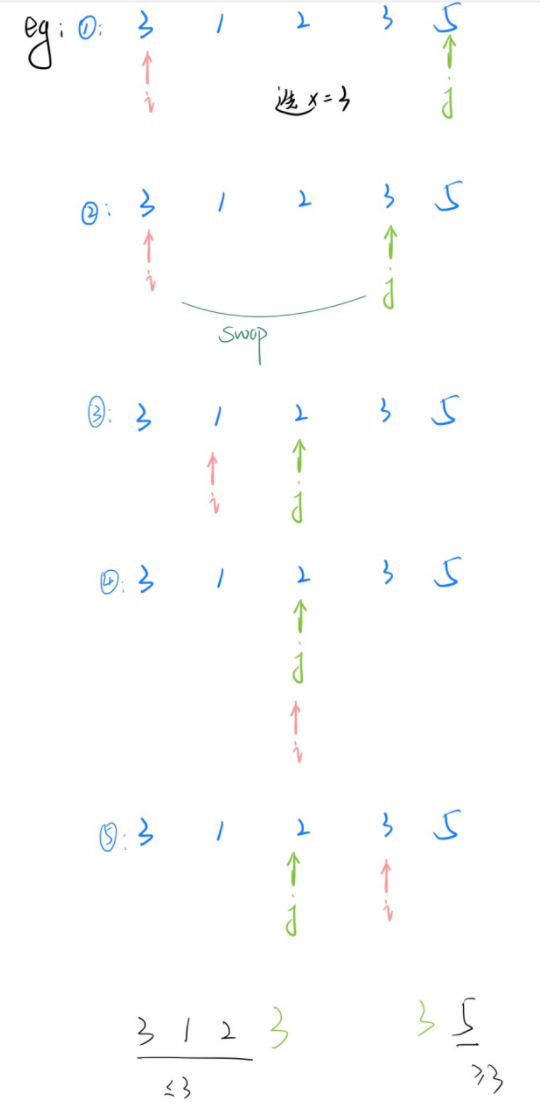 eg: ①: 3 1 2 3 5
i 选 x=3 j
②: 3 1 2 3 5
i j
swap
③: 3 1 2 3 5
i j
④: 3 1 2 3 5
j
i
⑤: 3 1 2 3 5
j i
3 1 2 3 3 5
≤3 ≥3